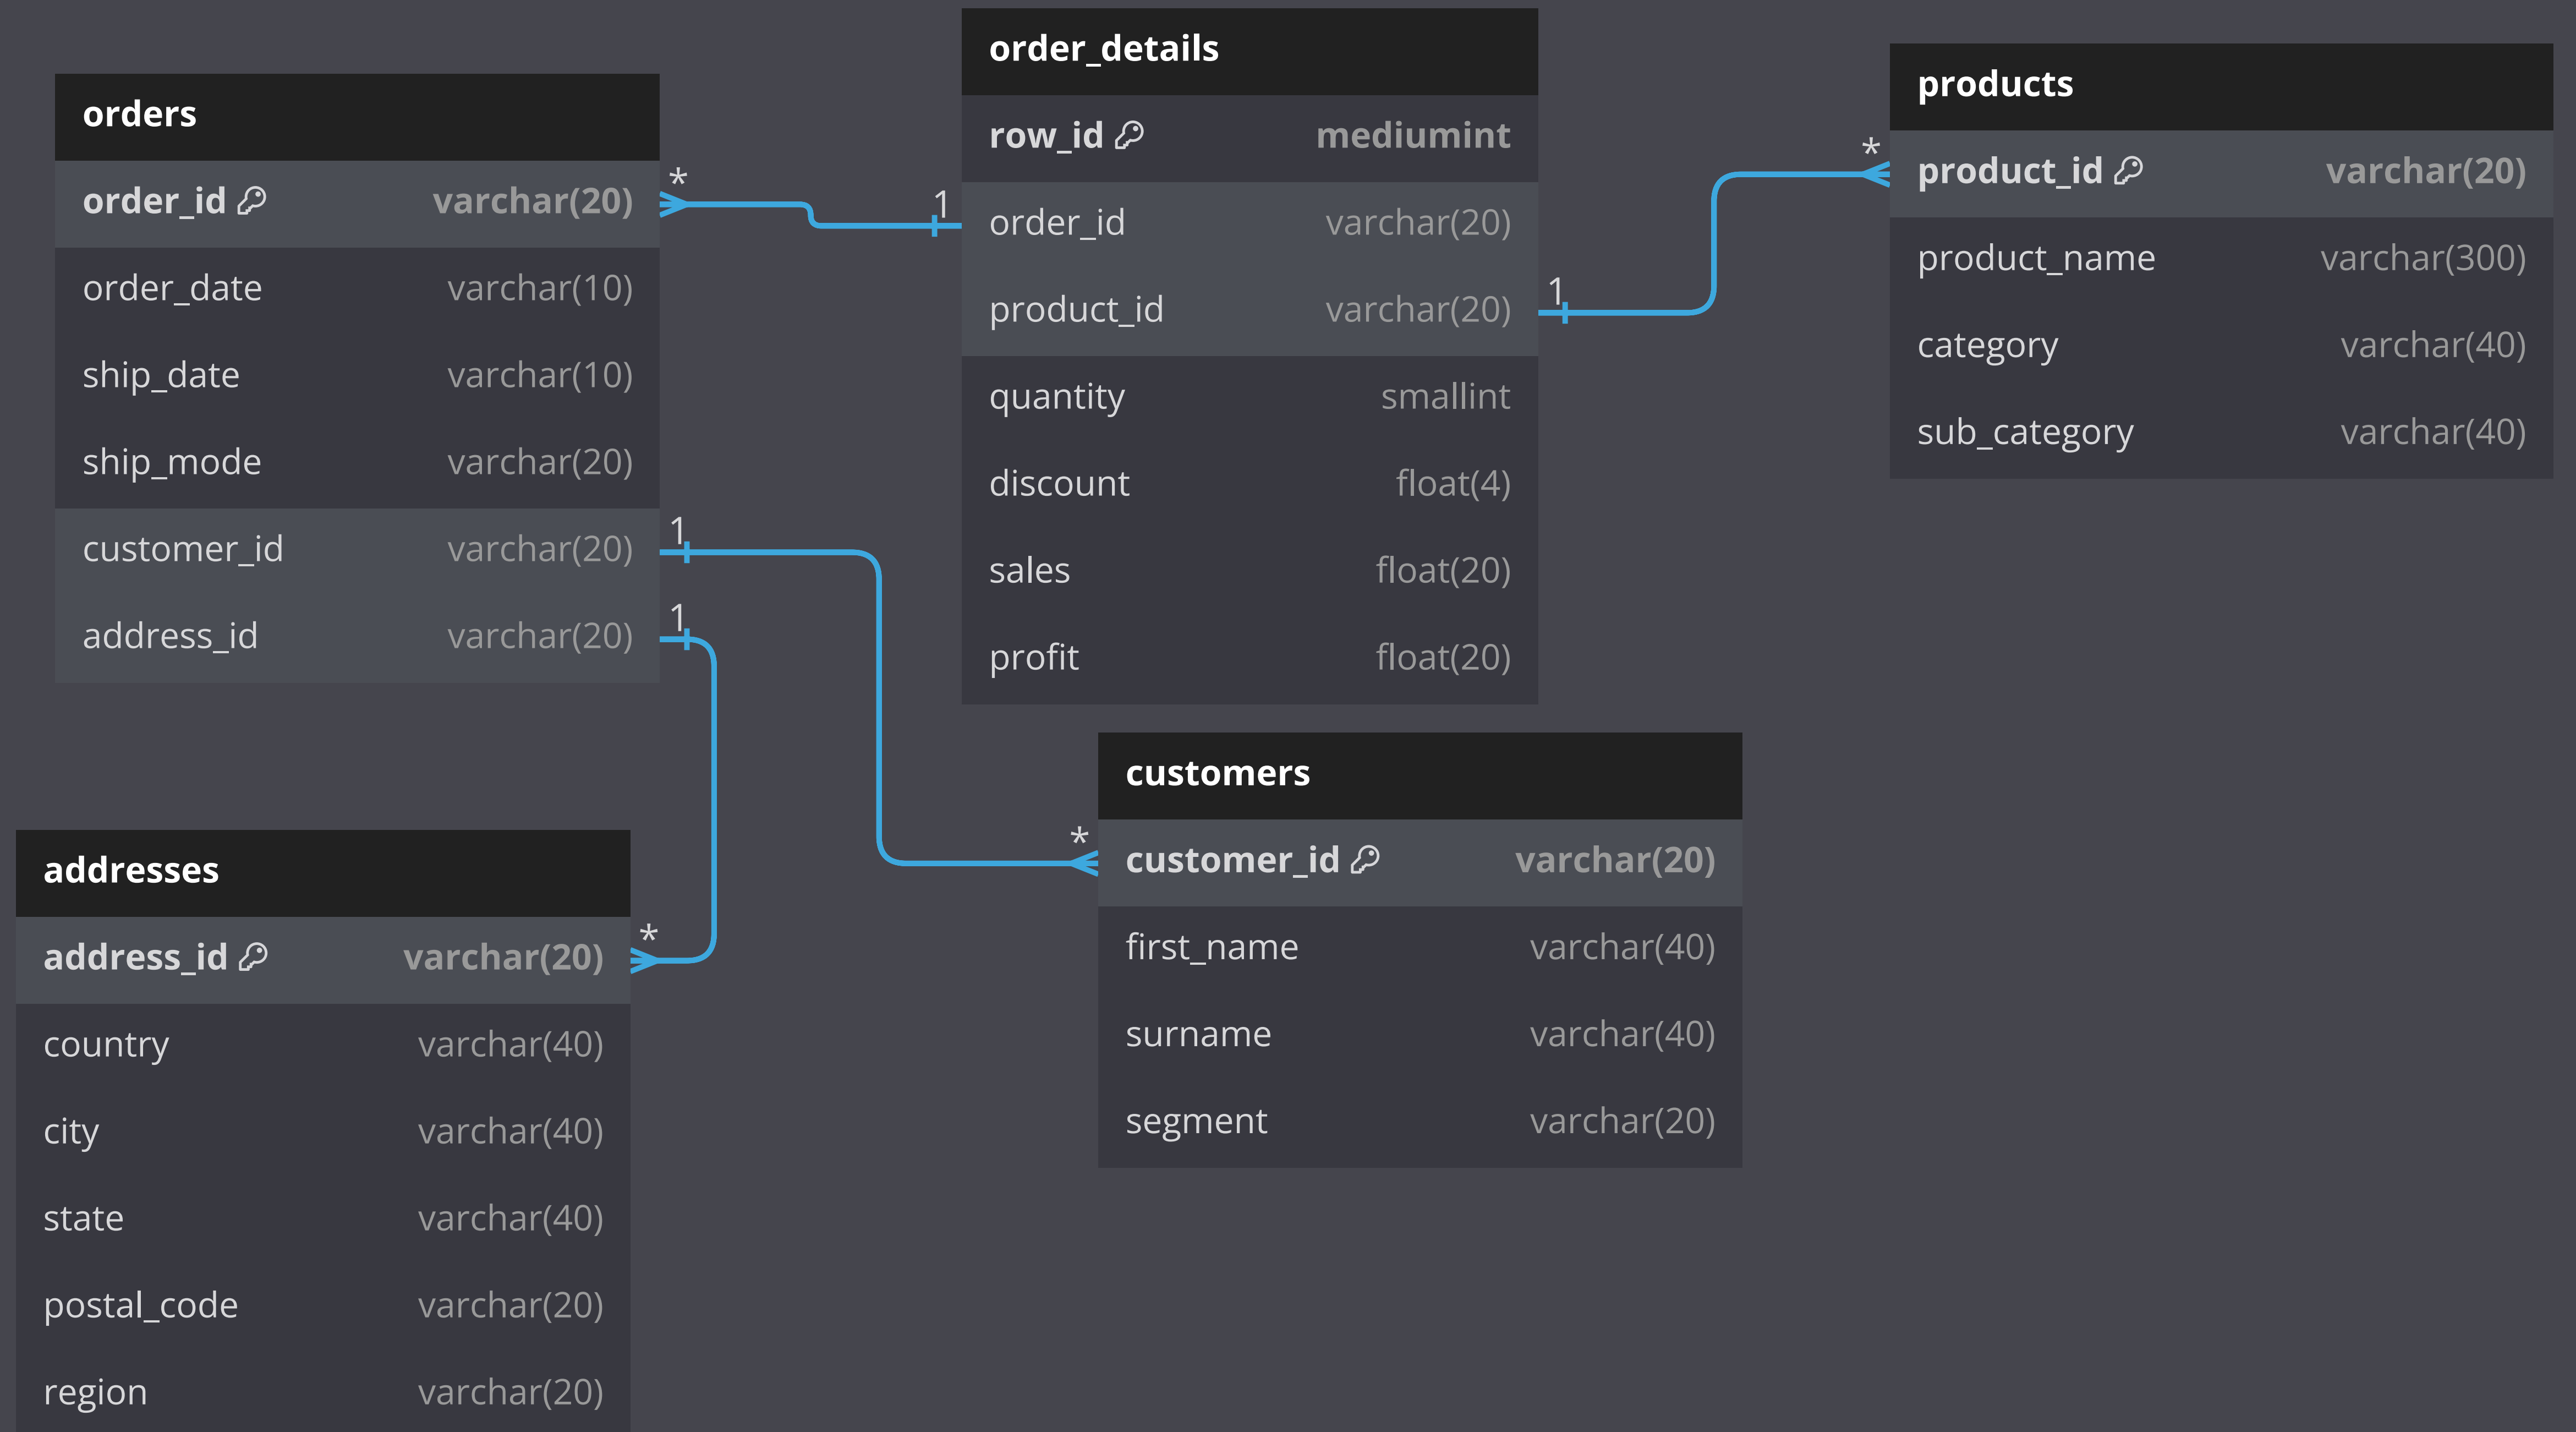 orders
order_id varchar(20)
order_date varchar(10)
ship_date varchar(10)
ship_mode varchar(20)
customer_id varchar(20)
address_id varchar(20)
*
1
1
1
order_details
row_id mediumint
order_id varchar(20)
product_id varchar(20)
quantity smallint
discount float(4)
sales float(20)
profit float(20)
1
*
products
product_id varchar(20)
product_name varchar(300)
category varchar(40)
sub_category varchar(40)
addresses
address_id varchar(20)
country varchar(40)
city varchar(40)
state varchar(40)
postal_code varchar(20)
region varchar(20)
*
*
customers
customer_id varchar(20)
first_name varchar(40)
surname varchar(40)
segment varchar(20)